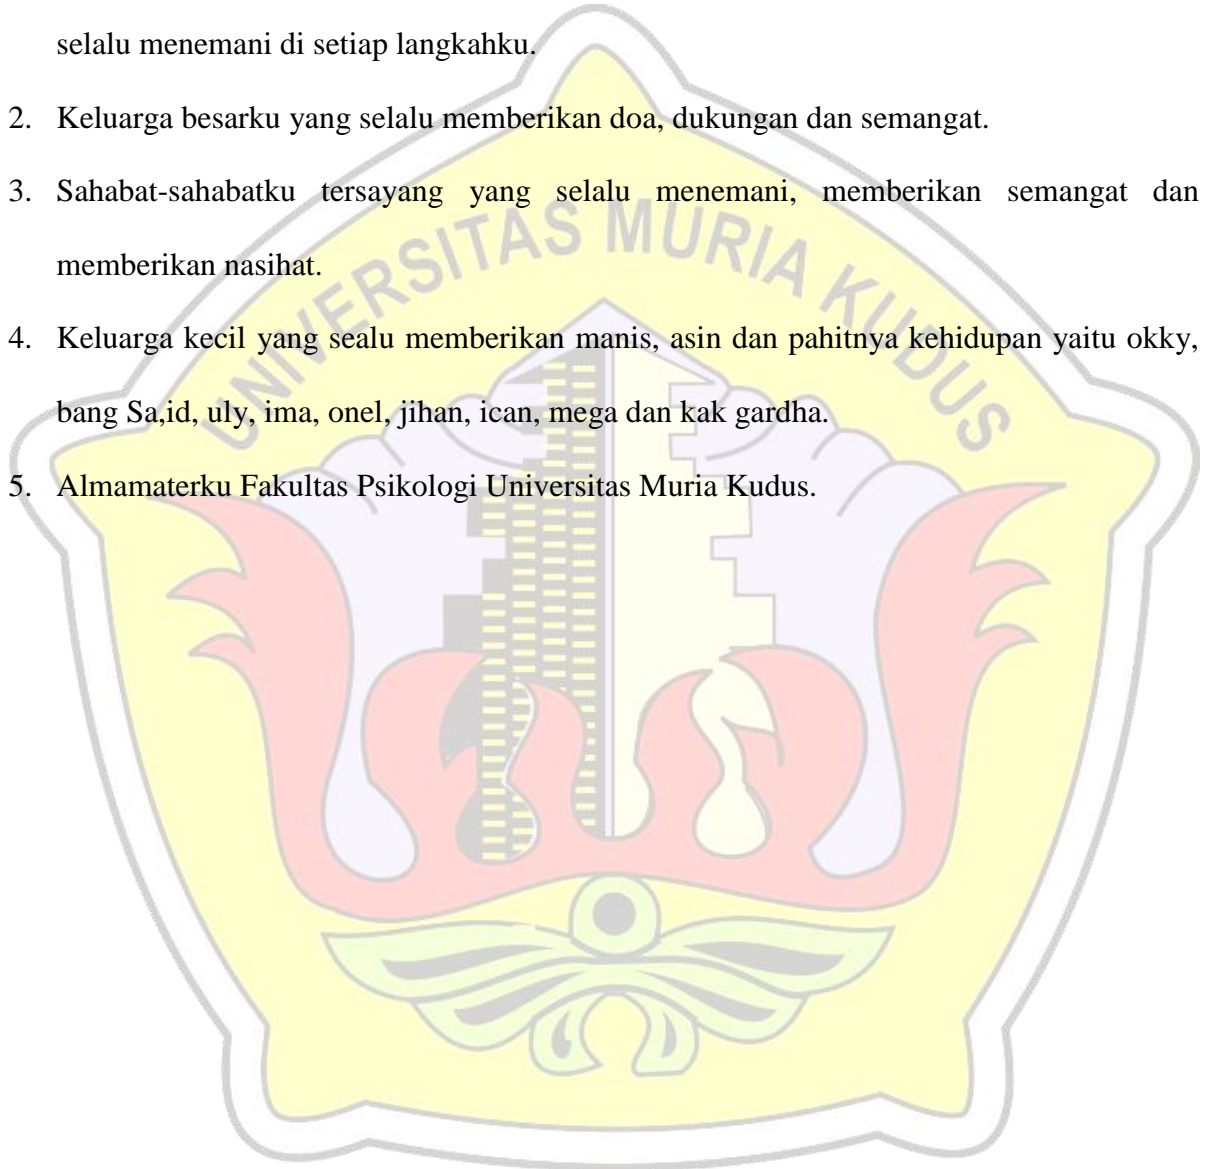 selalu menemani di setiap langkahku.
2. Keluarga besarku yang selalu memberikan doa, dukungan dan semangat.
3. Sahabat-sahabatku tersayang yang selalu menemani, memberikan semangat dan
memberikan nasihat.
4. Keluarga kecil yang sealu memberikan manis, asin dan pahitnya kehidupan yaitu okky,
bang Sa,id, uly, ima, onel, jihan, ican, mega dan kak gardha.
5. Almamaterku Fakultas Psikologi Universitas Muria Kudus.
UNIVERSITAS MURIA KUDUS